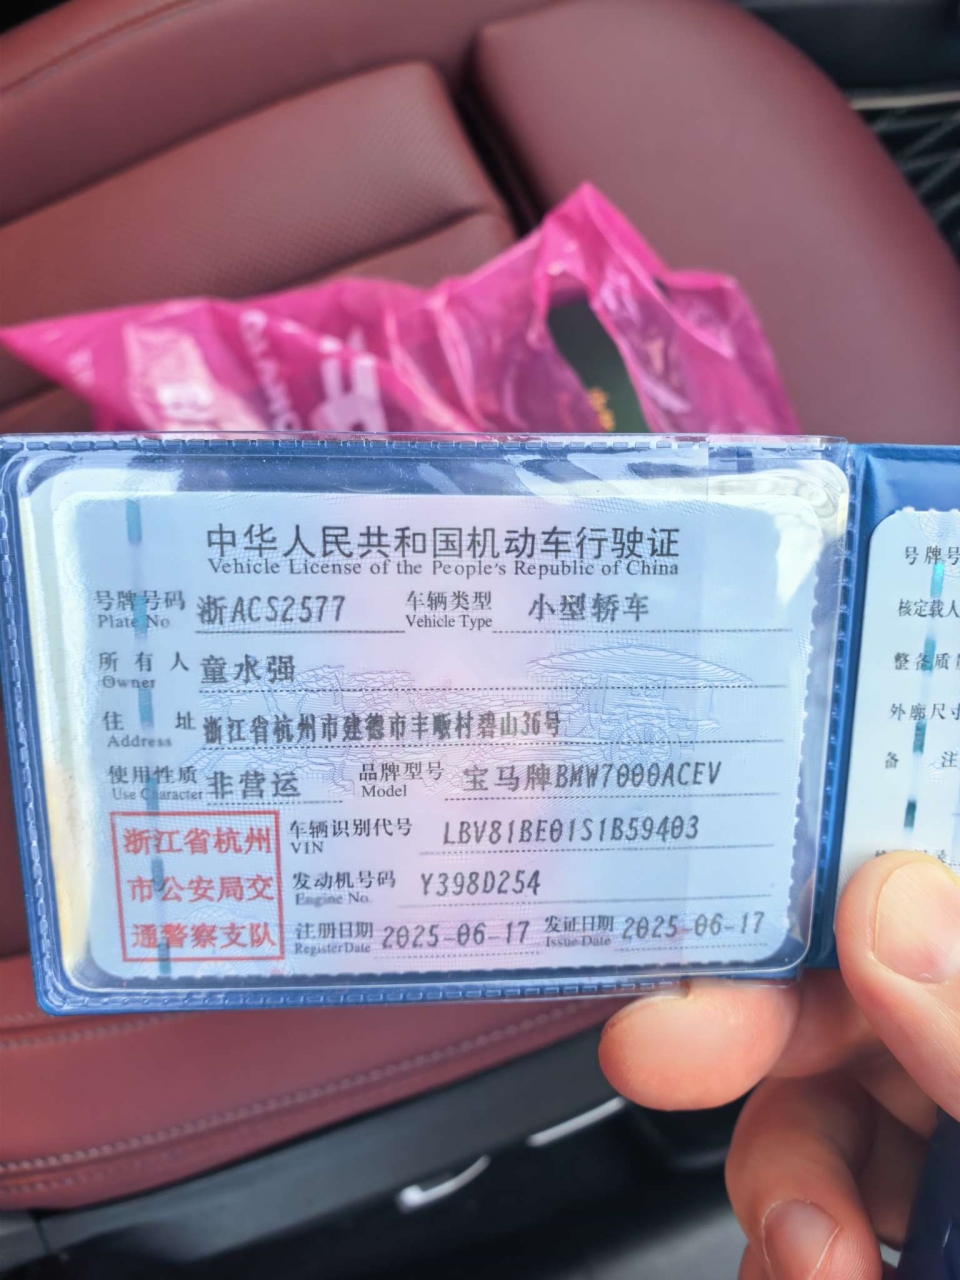 中华人民共和国机动车行驶证
Vehicle License of the People's Republic of China
号牌号码 浙ACS2577 车辆类型 小型轿车
Plate No Vehicle Type
所有人 童水强
Owner
住址 浙江省杭州市建德市丰畈村碧山36号
Address
使用性质 非营运 品牌型号 宝马牌BMW7000ACEV
Use Character Model
浙江省杭州
市公安局交
通警察支队
车辆识别代号 LBV81BE01S1B59403
VIN
发动机号码 Y398D254
Engine No.
注册日期 2025-06-17 发证日期 2025-06-17
Register Date Issue Date
号牌号
核定载人
整备质量
外廓尺寸
备注